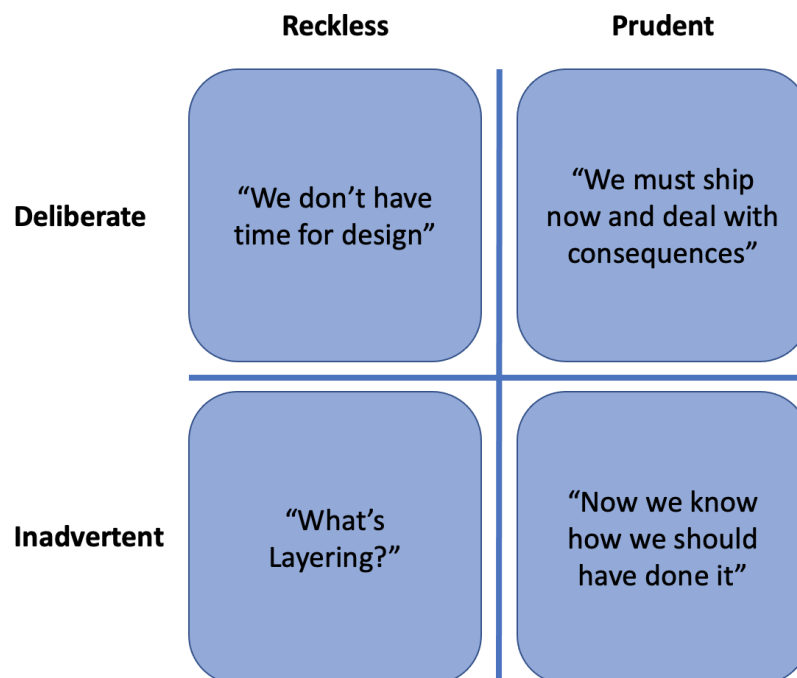 Reckless
Prudent
Deliberate
“We don’t have
time for design”
“We must ship
now and deal with
consequences”
Inadvertent
“What’s
Layering?”
“Now we know
how we should
have done it”